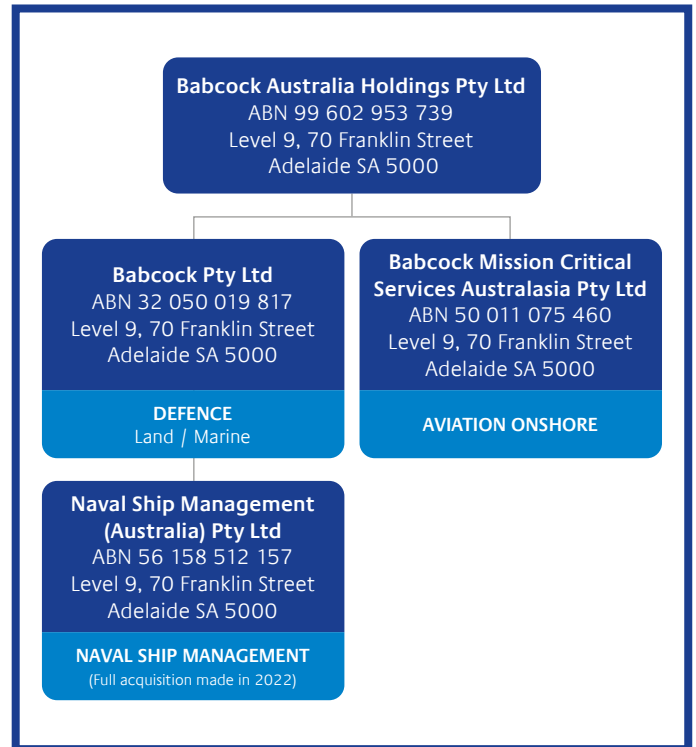 Babcock Australia Holdings Pty Ltd
ABN 99 602 953 739
Level 9, 70 Franklin Street
Adelaide SA 5000
Babcock Pty Ltd
ABN 32 050 019 817
Level 9, 70 Franklin Street
Adelaide SA 5000
DEFENCE
Land / Marine
Babcock Mission Critical
Services Australasia Pty Ltd
ABN 50 011 075 460
Level 9, 70 Franklin Street
Adelaide SA 5000
AVIATION ONSHORE
Naval Ship Management
(Australia) Pty Ltd
ABN 56 158 512 157
Level 9, 70 Franklin Street
Adelaide SA 5000
NAVAL SHIP MANAGEMENT
(Full acquisition made in 2022)